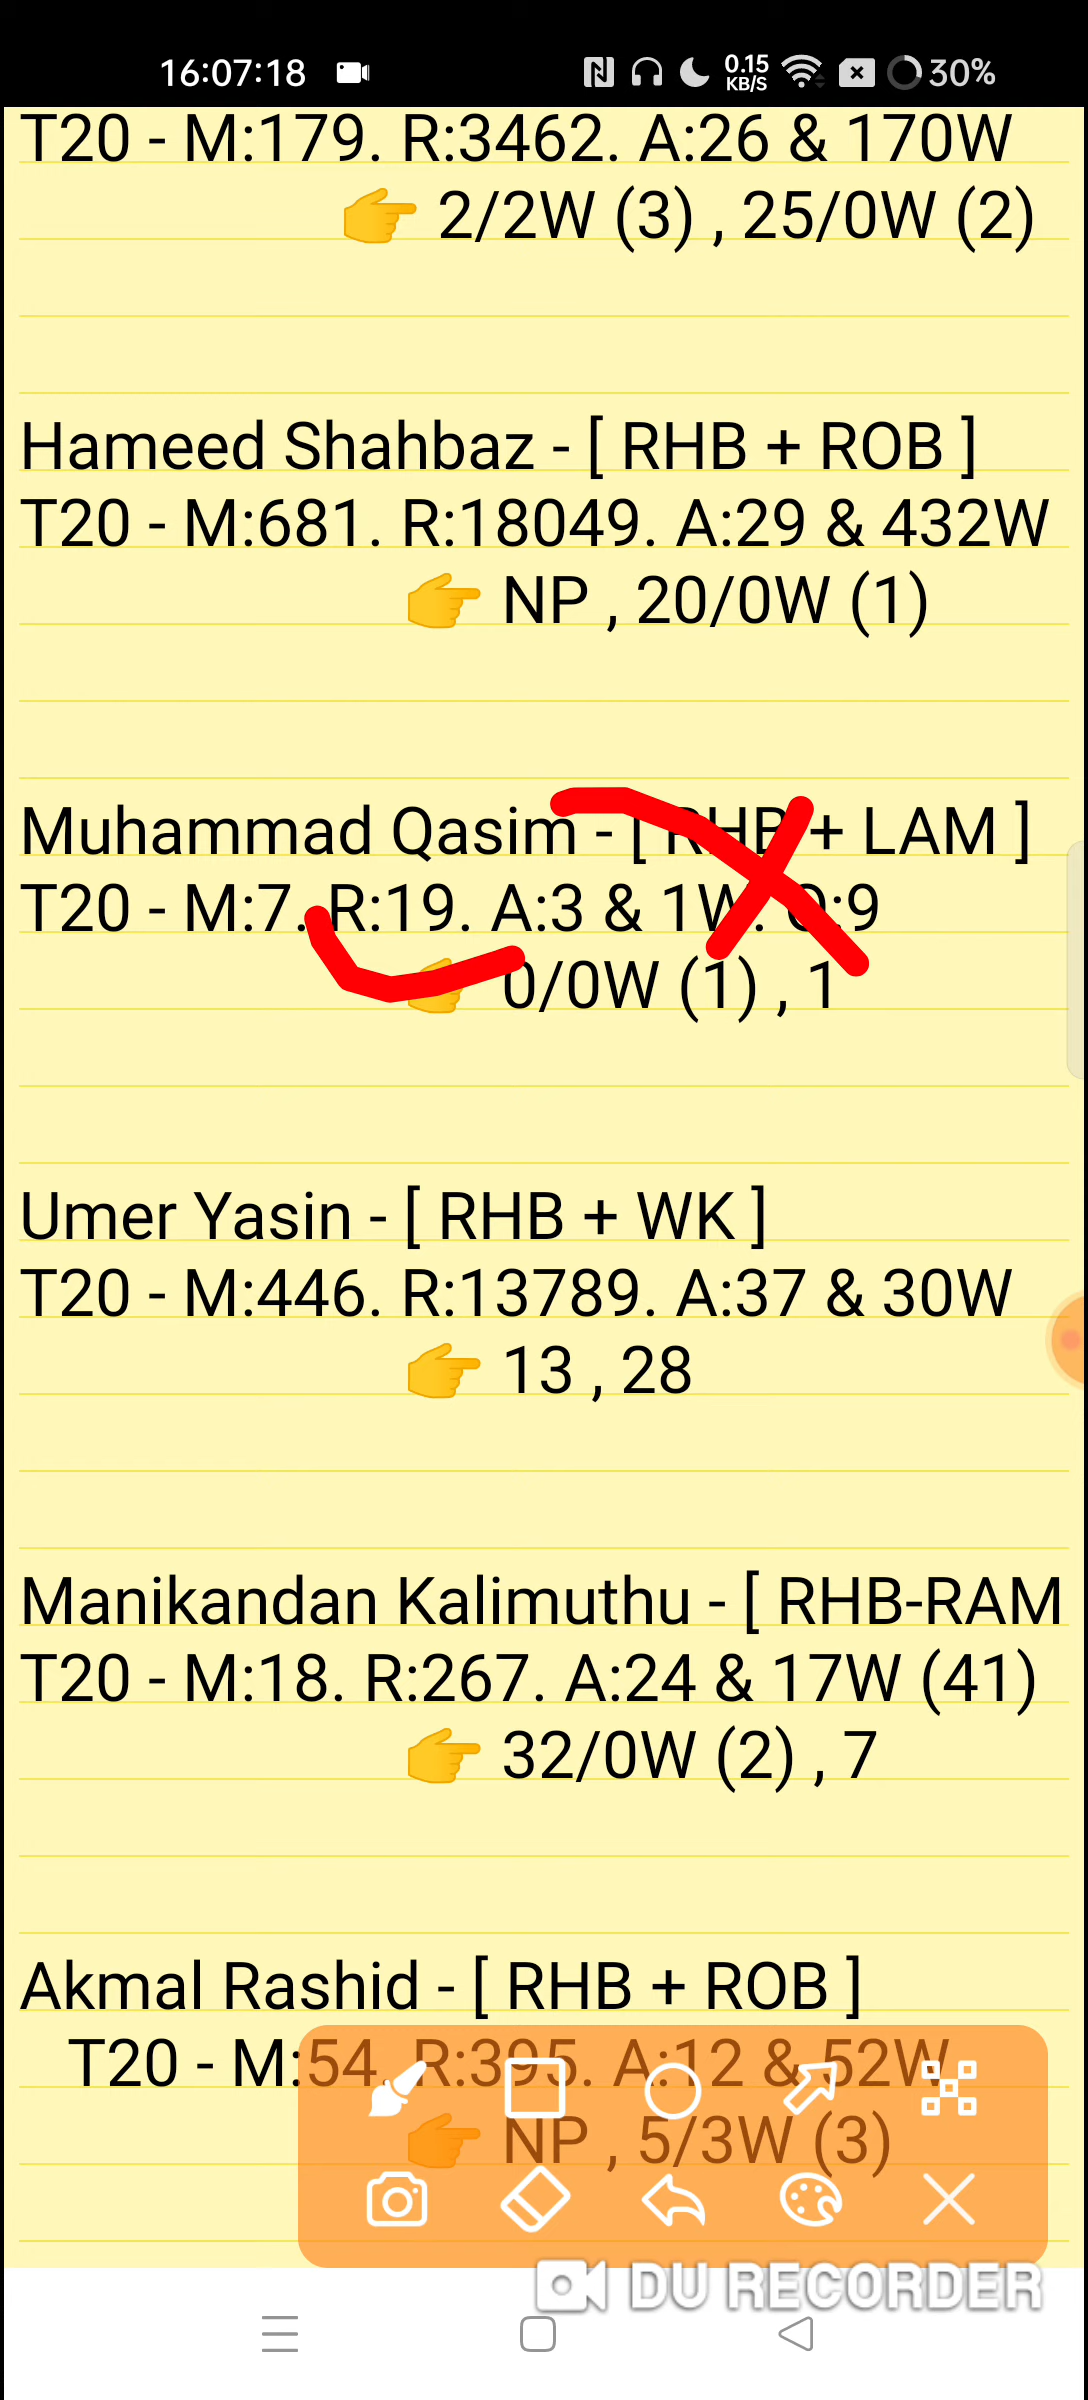 16:07:18 0.15 KB/S 30%
T20 - M:179. R:3462. A:26 & 170W
👉 2/2W (3) , 25/0W (2)
Hameed Shahbaz - [ RHB + ROB ]
T20 - M:681. R:18049. A:29 & 432W
👉 NP , 20/0W (1)
Muhammad Qasim - [ RHB + LAM ]
T20 - M:7. R:19. A:3 & 1W. O:9
👉 0/0W (1) , 1
Umer Yasin - [ RHB + WK ]
T20 - M:446. R:13789. A:37 & 30W
👉 13 , 28
Manikandan Kalimuthu - [ RHB-RAM
T20 - M:18. R:267. A:24 & 17W (41)
👉 32/0W (2) , 7
Akmal Rashid - [ RHB + ROB ]
T20 - M:54. R:395. A:12 & 52W
👉 NP , 5/3W (3)
DU RECORDER